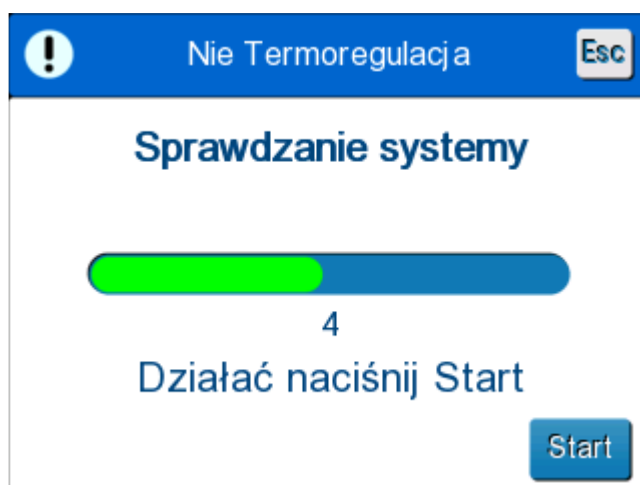 ! Nie Termoregulacja Esc
Sprawdzanie systemy
4
Działać naciśnij Start
Start